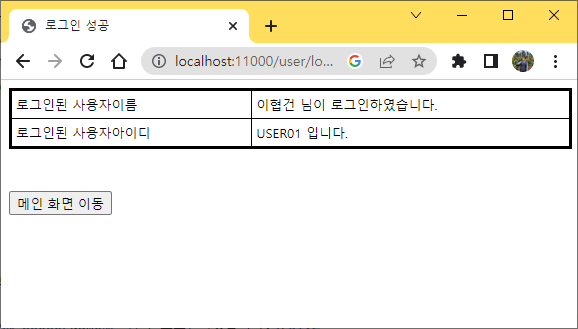 로그인 성공
localhost:11000/user/lo...
로그인된 사용자이름 이협건 님이 로그인하였습니다.
로그인된 사용자아이디 USER01 입니다.
메인 화면 이동